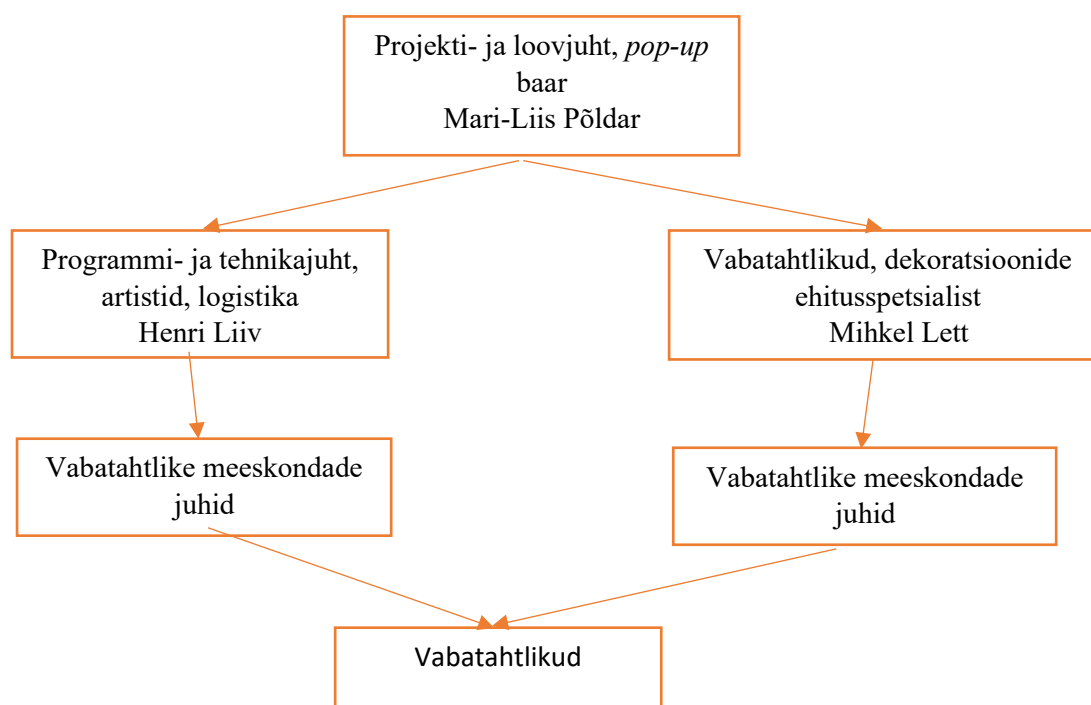 Projekti- ja loovjuht, pop-up
baar
Mari-Liis Põldar
Programmi- ja tehnikajuht,
artistid, logistika
Henri Liiv
Vabatahtlikud, dekoratsioonide
ehitusspetsialist
Mihkel Lett
Vabatahtlike meeskondade
juhid
Vabatahtlike meeskondade
juhid
Vabatahtlikud